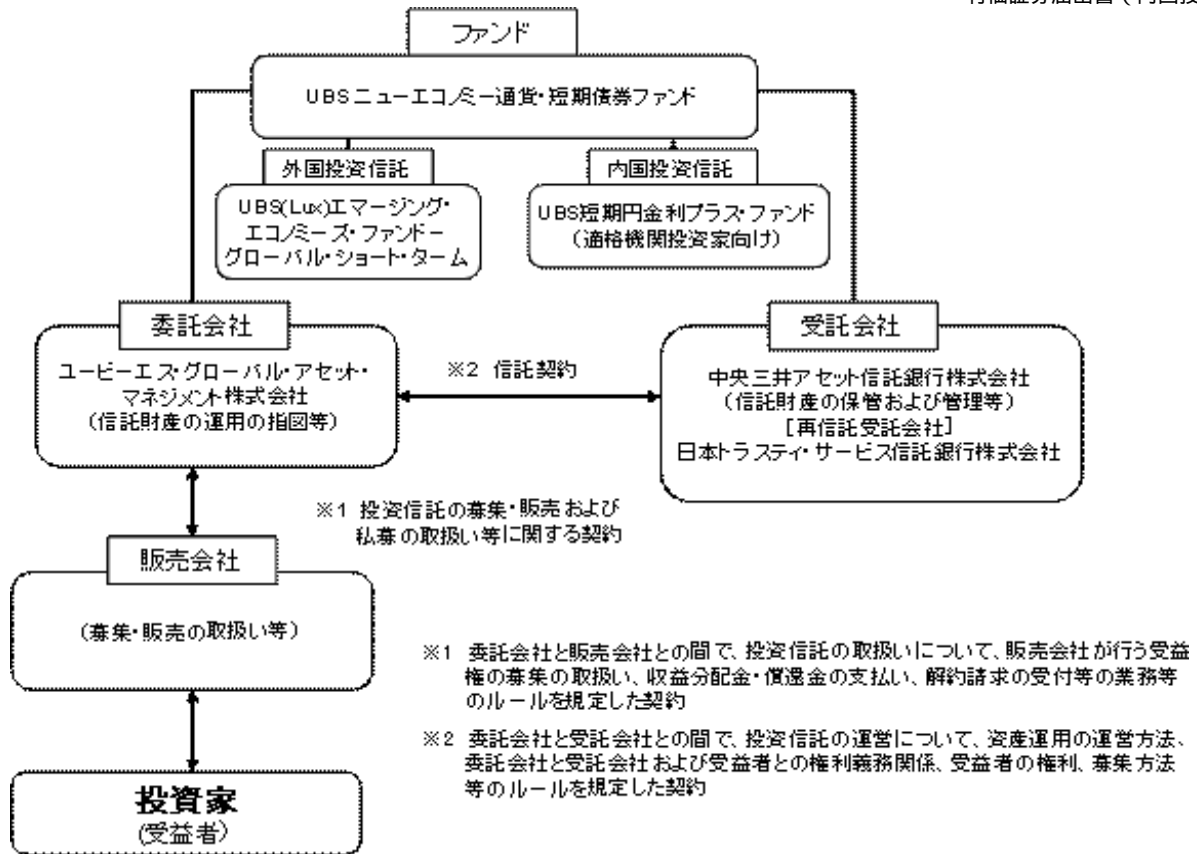 ファンド
UBSニューエコノミー通貨・短期債券ファンド
外国投資信託
UBS(Lux)エマージング・
エコノミーズ・ファンドー
グローバル・ショート・ターム
内国投資信託
UBS短期円金利プラス・ファンド
(適格機関投資家向け)
委託会社
ユービーエス・グローバル・アセット・
マネジメント株式会社
(信託財産の運用の指図等)
※2 信託契約
受託会社
中央三井アセット信託銀行株式会社
(信託財産の保管および管理等)
[再信託受託会社]
日本トラスティ・サービス信託銀行株式会社
※1 投資信託の募集・販売および
私募の取扱い等に関する契約
販売会社
(募集・販売の取扱い等)
投資家
(受益者)
※1 委託会社と販売会社との間で、投資信託の取扱いについて、販売会社が行う受益
権の募集の取扱い、収益分配金・償還金の支払い、解約請求の受付等の業務等
のルールを規定した契約
※2 委託会社と受託会社との間で、投資信託の運営について、資産運用の運営方法、
委託会社と受託会社および受益者との権利義務関係、受益者の権利、募集方法
等のルールを規定した契約